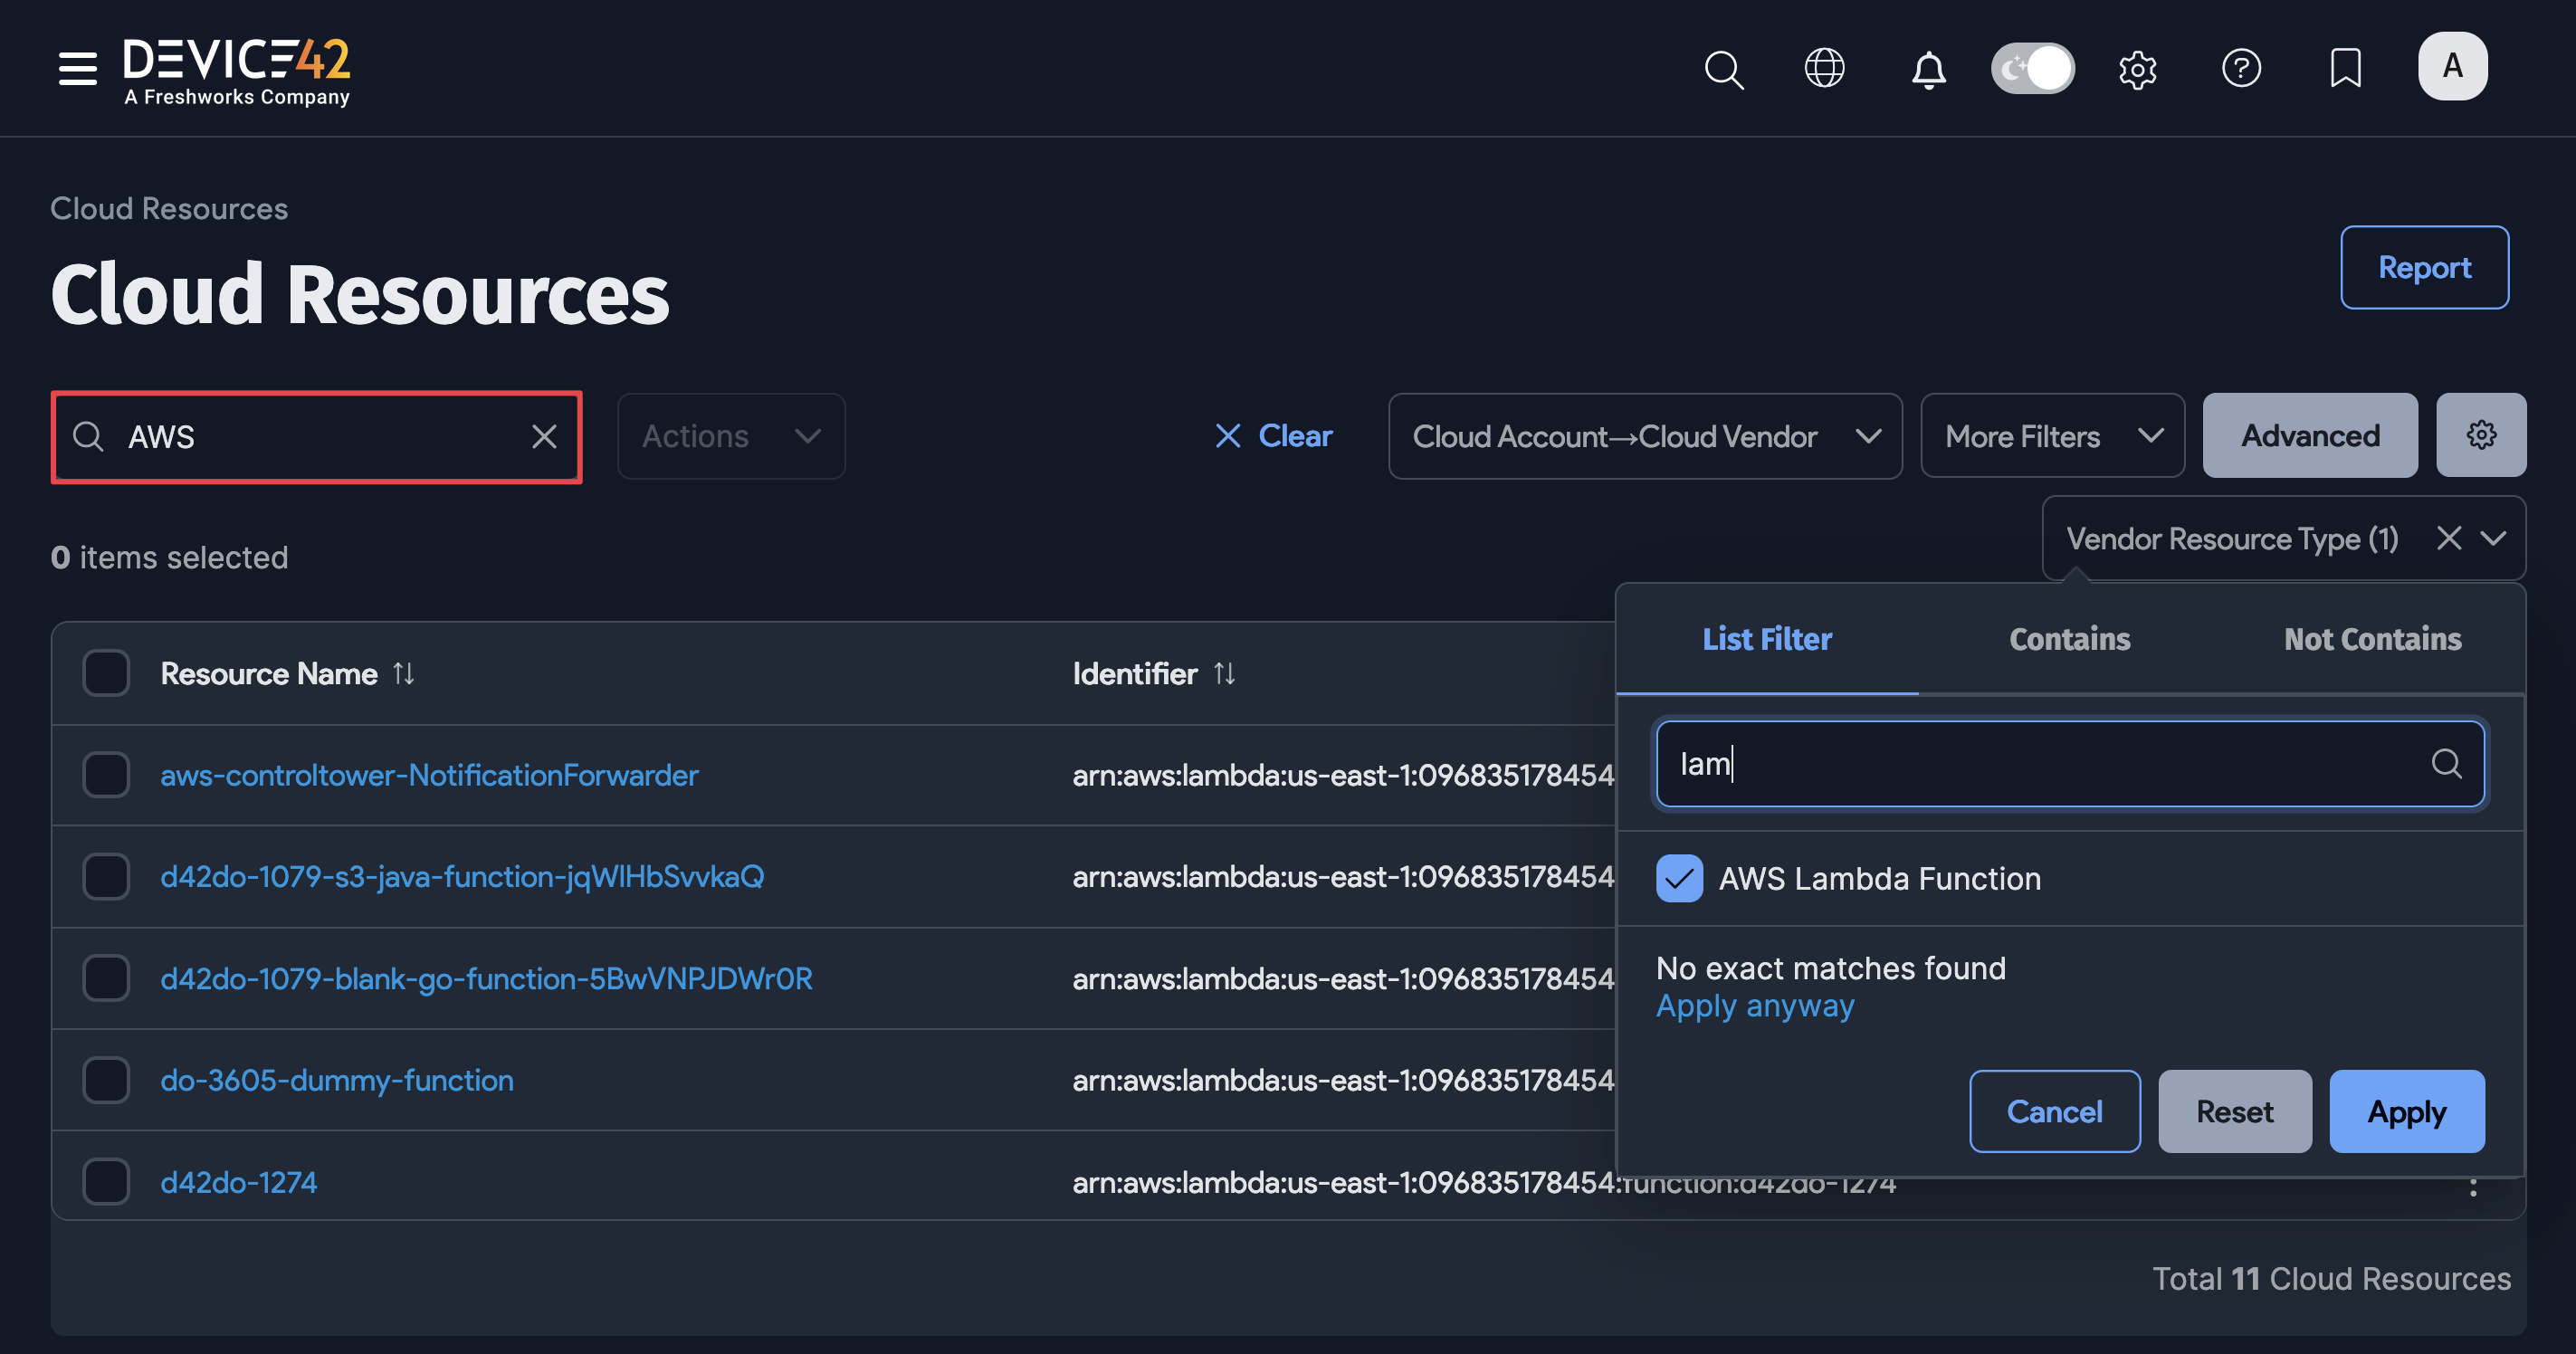 DEVICE42
A Freshworks Company
A
Cloud Resources
Cloud Resources
Report
AWS
Actions
Clear
Cloud Account→Cloud Vendor
More Filters
Advanced
Vendor Resource Type (1)
0 items selected
List Filter
Contains
Not Contains
lam
AWS Lambda Function
No exact matches found
Apply anyway
Cancel
Reset
Apply
Resource Name
Identifier
aws-controltower-NotificationForwarder
arn:aws:lambda:us-east-1:096835178454
d42do-1079-s3-java-function-jqWlHbSvvkaQ
arn:aws:lambda:us-east-1:096835178454
d42do-1079-blank-go-function-5BwVNPJDWr0R
arn:aws:lambda:us-east-1:096835178454
do-3605-dummy-function
arn:aws:lambda:us-east-1:096835178454
d42do-1274
arn:aws:lambda:us-east-1:096835178454:function:d42do-1274
Total 11 Cloud Resources